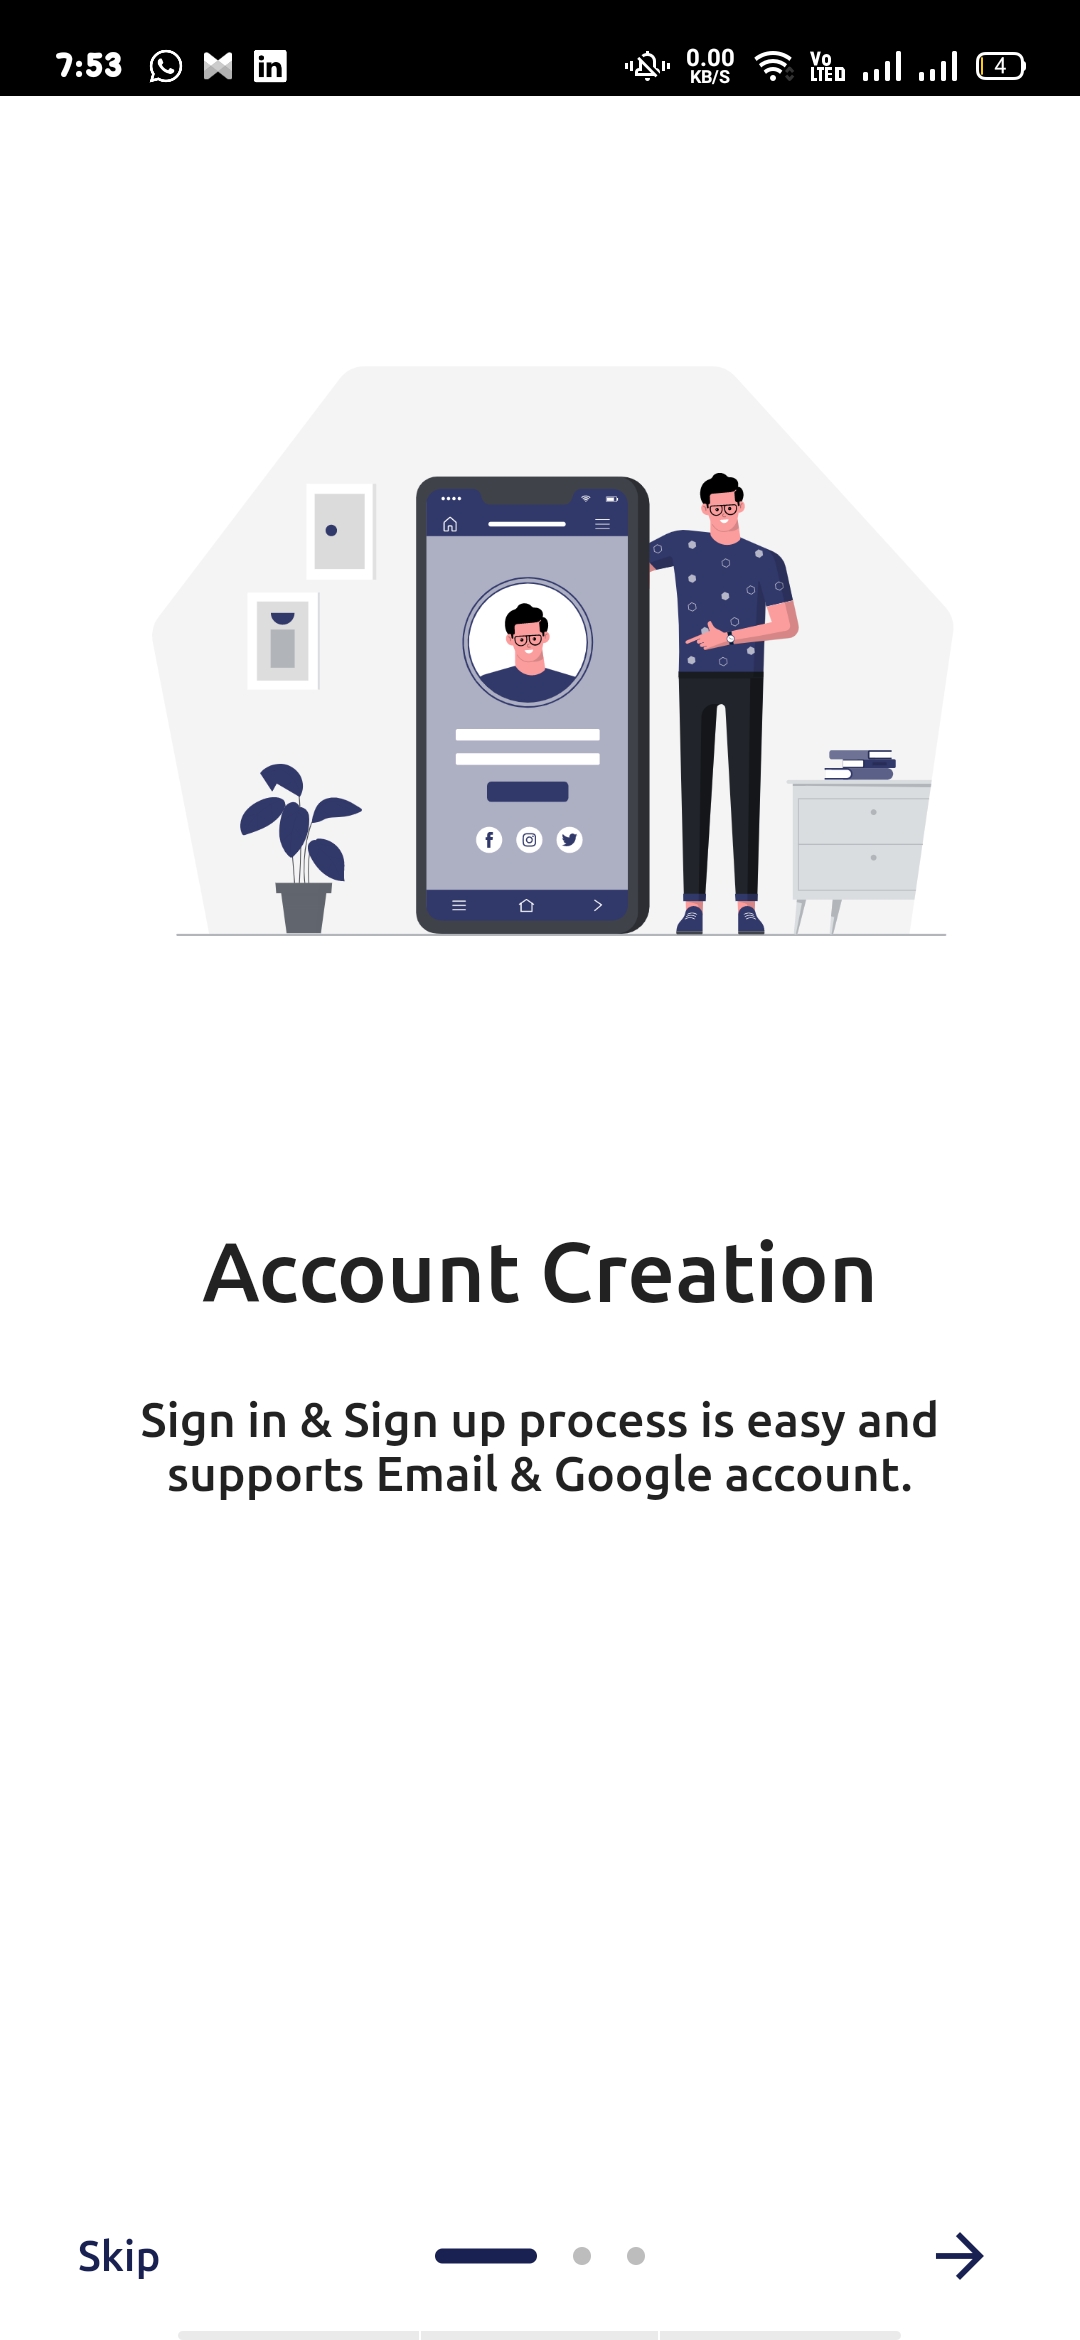 7:53
0.00
KB/S
Vo
LTE
4
Account Creation
Sign in & Sign up process is easy and
supports Email & Google account.
Skip